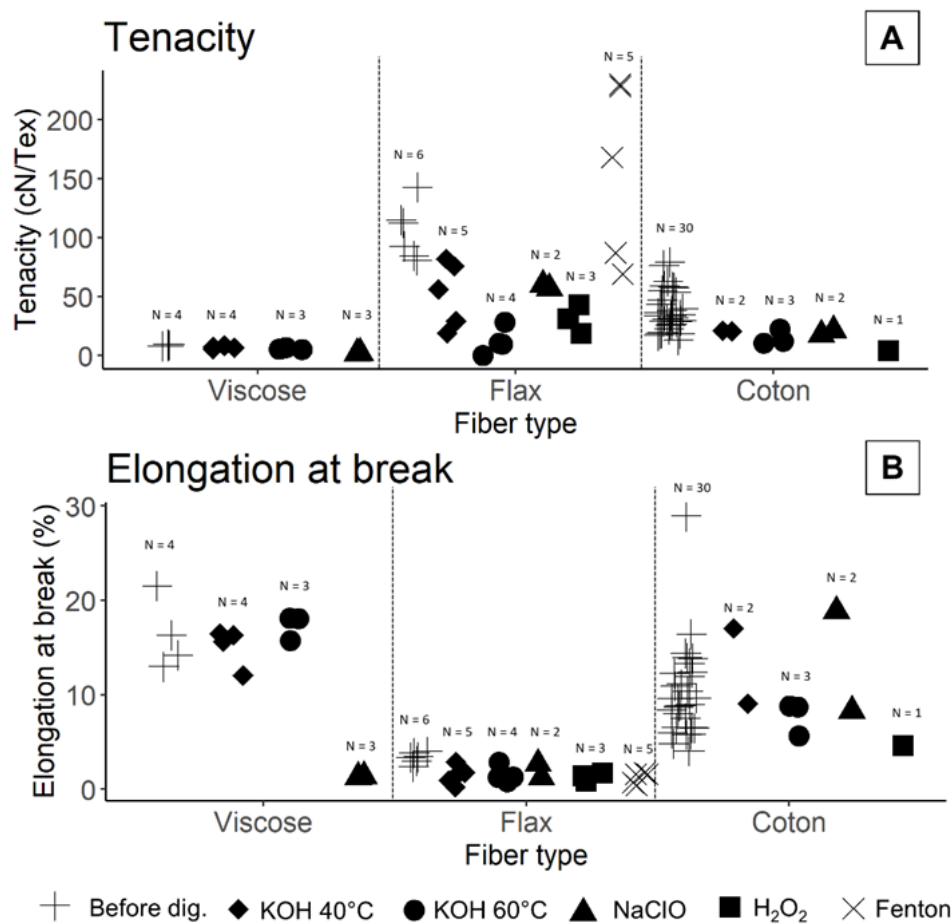 Tenacity
A
Tenacity (cN/Tex)
200
150
100
50
0
N = 4
N = 4
N = 3
N = 3
N = 6
N = 5
N = 4
N = 2
N = 3
N = 5
N = 30
N = 2
N = 3
N = 2
N = 1
Viscose
Flax
Coton
Fiber type
Elongation at break
B
Elongation at break (%)
30
20
10
0
N = 4
N = 4
N = 3
N = 3
N = 6
N = 5
N = 4
N = 2
N = 3
N = 5
N = 30
N = 2
N = 3
N = 2
N = 1
Viscose
Flax
Coton
Fiber type
Before dig.
KOH 40°C
KOH 60°C
NaClO
H₂O₂
Fenton